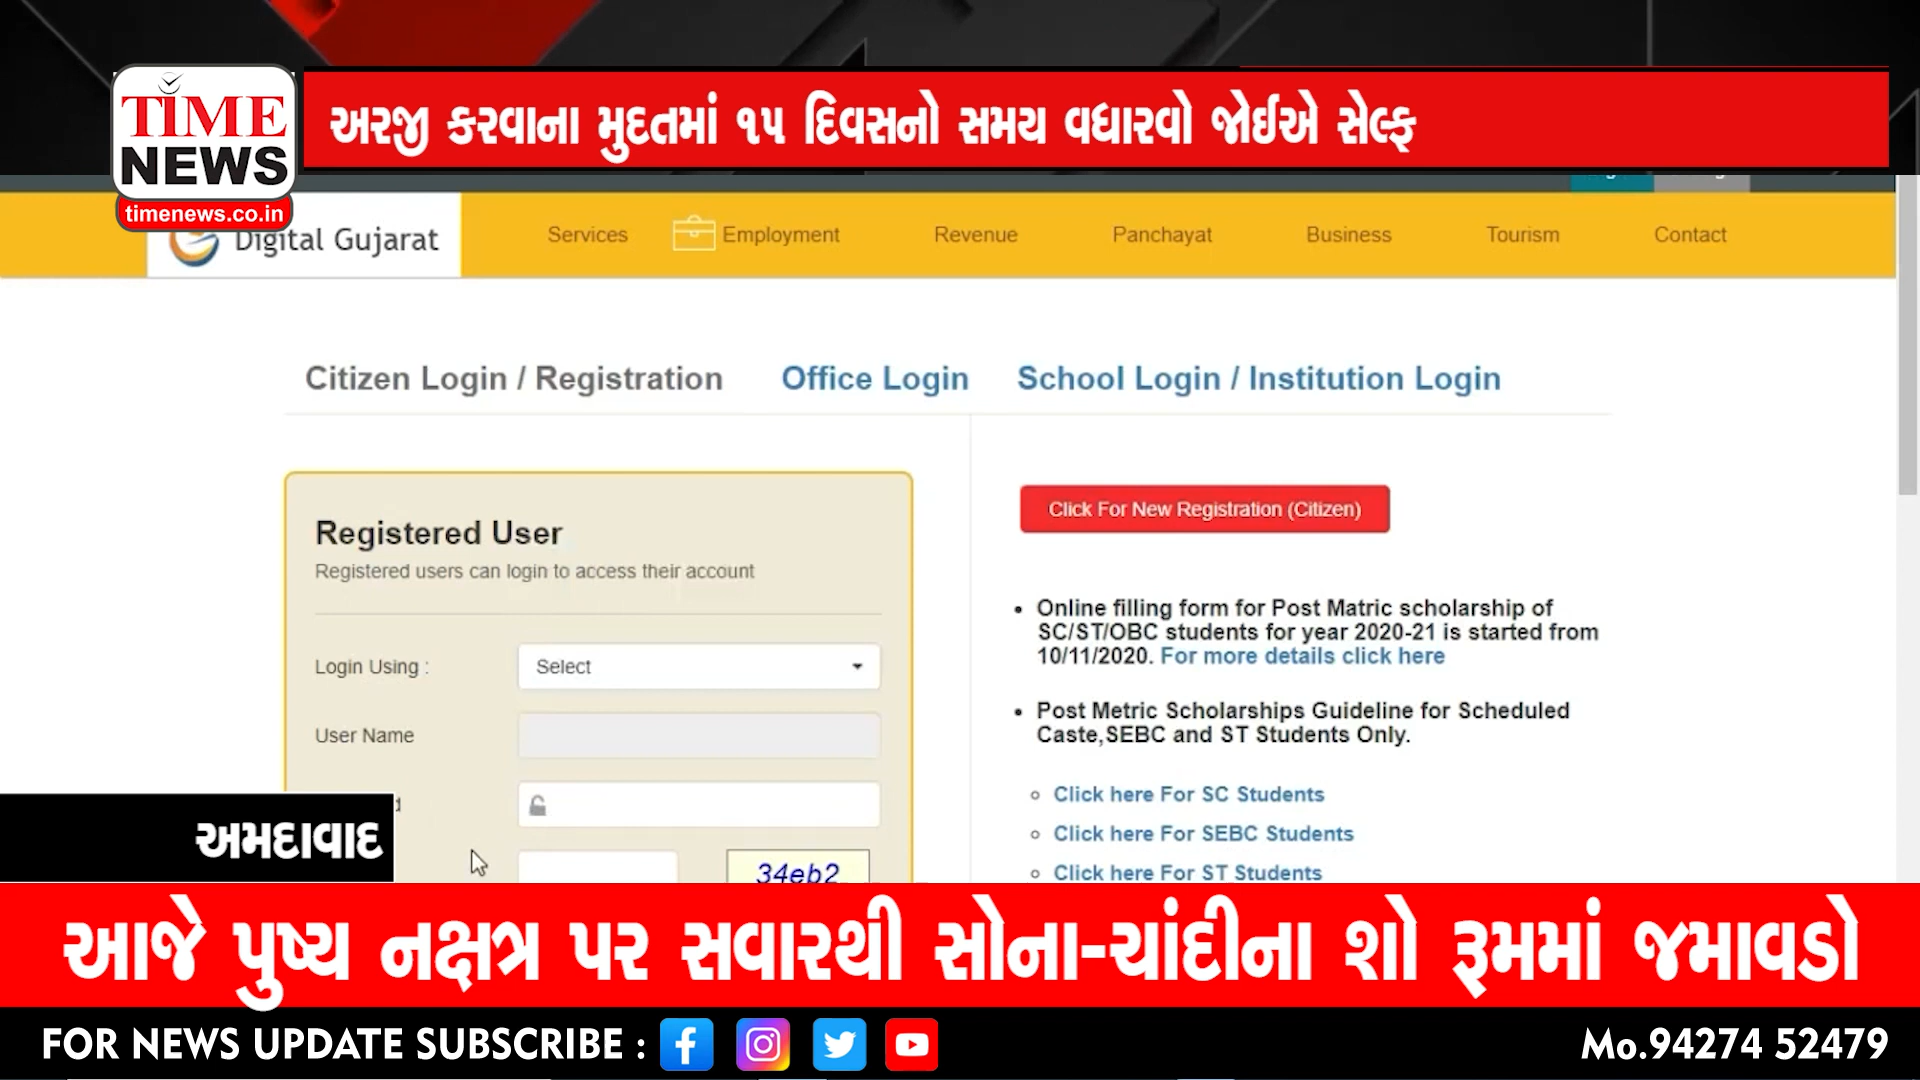 અરજી કરવાના મુદતમાં ૧૫ દિવસનો સમય વધારવો જોઈએ સેલ્ફ
TIME
NEWS
timenews.co.in
Digital Gujarat
Services
Employment
Revenue
Panchayat
Business
Tourism
Contact
Citizen Login / Registration
Office Login
School Login / Institution Login
Registered User
Registered users can login to access their account
Login Using :
Select
User Name
34eb2
Click For New Registration (Citizen)
Online filling form for Post Matric scholarship of
SC/ST/OBC students for year 2020-21 is started from
10/11/2020. For more details click here
Post Metric Scholarships Guideline for Scheduled
Caste,SEBC and ST Students Only.
Click here For SC Students
Click here For SEBC Students
Click here For ST Students
અમદાવાદ
આજે પુષ્ય નક્ષત્ર પર સવારથી સોના-ચાંદીના શો રૂમમાં જમાવડો
FOR NEWS UPDATE SUBSCRIBE :
Mo.94274 52479